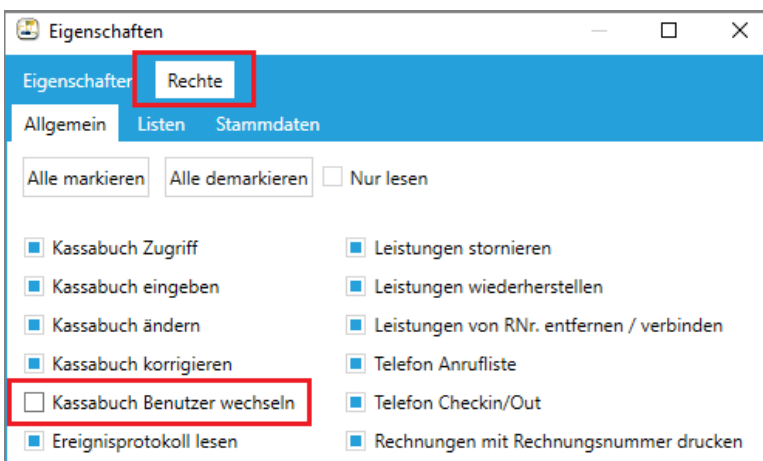 Eigenschaften
Eigenschafter Rechte
Allgemein Listen Stammdaten
Alle markieren Alle demarkieren Nur lesen
Kassabuch Zugriff Leistungen stornieren
Kassabuch eingeben Leistungen wiederherstellen
Kassabuch ändern Leistungen von RNr. entfernen / verbinden
Kassabuch korrigieren Telefon Anrufliste
Kassabuch Benutzer wechseln Telefon Checkin/Out
Ereignisprotokoll lesen Rechnungen mit Rechnungsnummer drucken